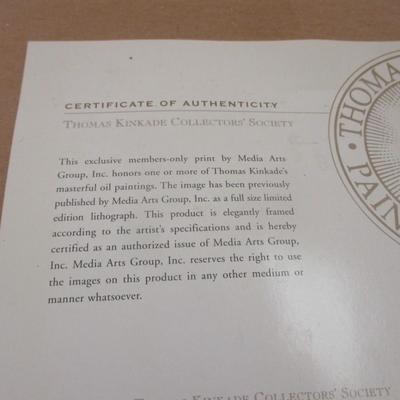 CERTIFICATE OF AUTHENTICITY
THOMAS KINKADE COLLECTORS' SOCIETY
This exclusive members-only print by Media Arts
Group, Inc. honors one or more of Thomas Kinkade's
masterful oil paintings. The image has been previously
published by Media Arts Group, Inc. as a full size limited
edition lithograph. This product is elegantly framed
according to the artist's specifications and is hereby
certified as an authorized issue of Media Arts Group,
Inc. Media Arts Group, Inc. reserves the right to use
the images on this product in any other medium or
manner whatsoever.
· THOMA
PAIN
THOMAS KINKADE COLLECTORS' SOCIETY